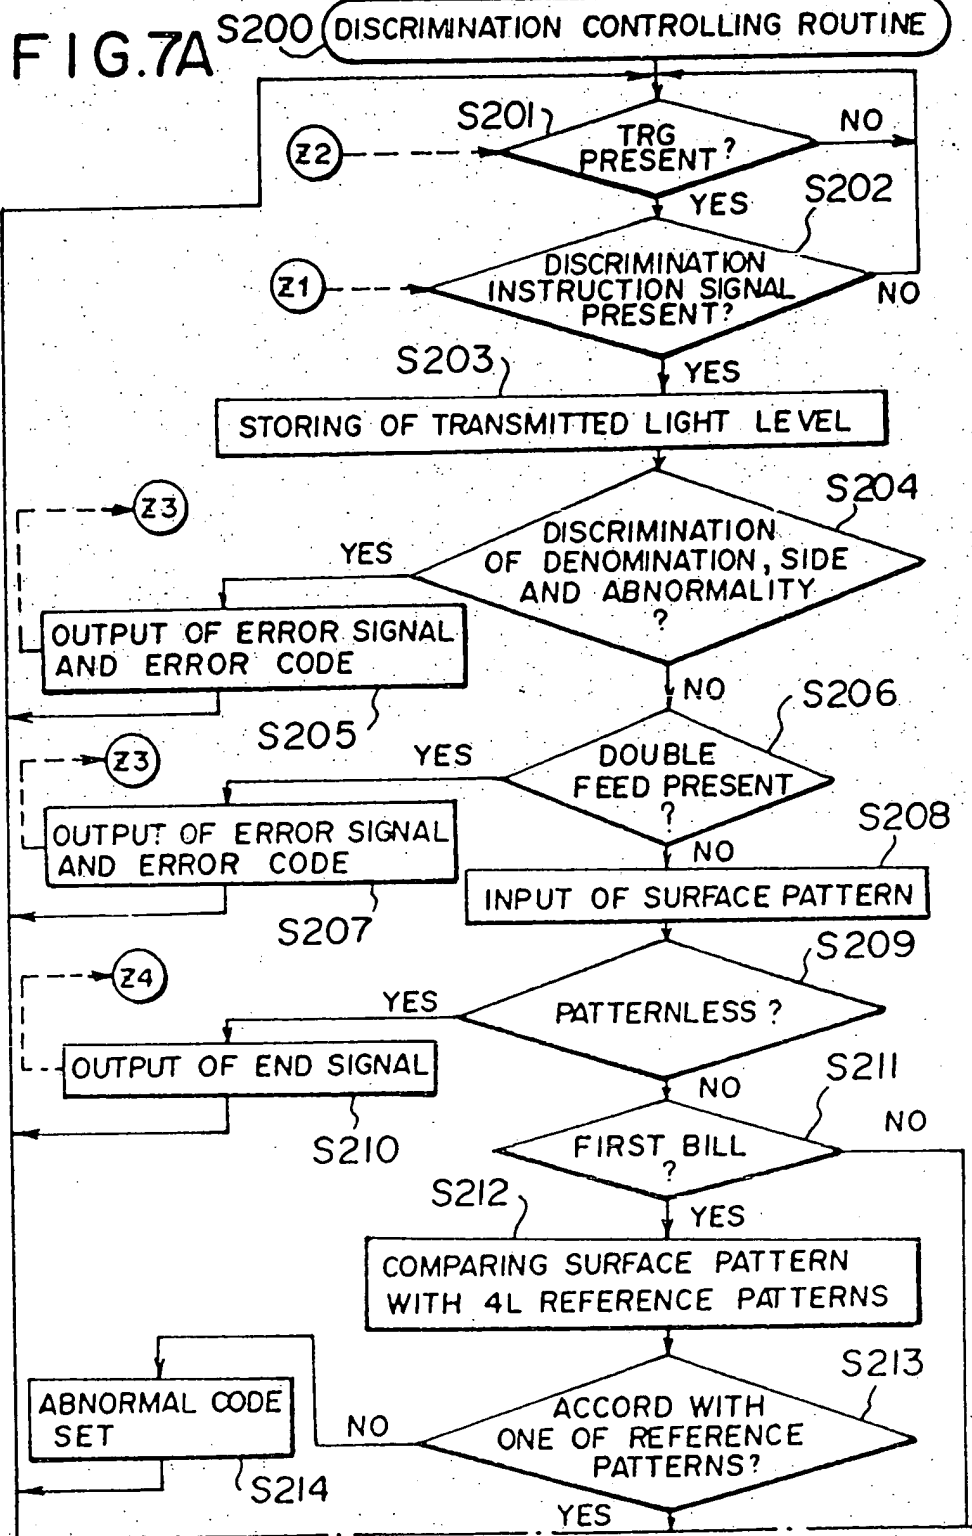 FIG.7A
S200
DISCRIMINATION CONTROLLING ROUTINE
S201
TRG
PRESENT?
NO
Z2
YES
S202
DISCRIMINATION
INSTRUCTION SIGNAL
PRESENT?
Z1
NO
S203
YES
STORING OF TRANSMITTED LIGHT LEVEL
Z3
S204
DISCRIMINATION
OF DENOMINATION, SIDE
AND ABNORMALITY
?
YES
OUTPUT OF ERROR SIGNAL
AND ERROR CODE
S205
NO
S206
Z3
YES
DOUBLE
FEED PRESENT
?
OUTPUT OF ERROR SIGNAL
AND ERROR CODE
S207
NO
S208
INPUT OF SURFACE PATTERN
S209
Z4
YES
PATTERNLESS?
OUTPUT OF END SIGNAL
S210
NO
S211
FIRST BILL
?
NO
S212
YES
COMPARING SURFACE PATTERN
WITH 4L REFERENCE PATTERNS
S213
ACCORD WITH
ONE OF REFERENCE
PATTERNS?
NO
ABNORMAL CODE
SET
S214
YES